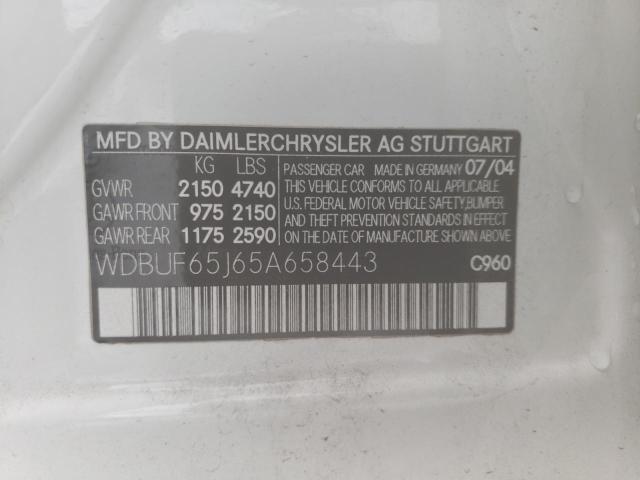 MFD BY DAIMLERCHRYSLER AG STUTTGART
KG LBS
GVWR 2150 4740
GAWR FRONT 975 2150
GAWR REAR 1175 2590
PASSENGER CAR MADE IN GERMANY 07/04
THIS VEHICLE CONFORMS TO ALL APPLICABLE
U.S. FEDERAL MOTOR VEHICLE SAFETY,BUMPER
AND THEFT PREVENTION STANDARDS IN EFFECT
ON THE DATE OF MANUFACTURE SHOWN ABOVE.
WDBUF65J65A658443 C960